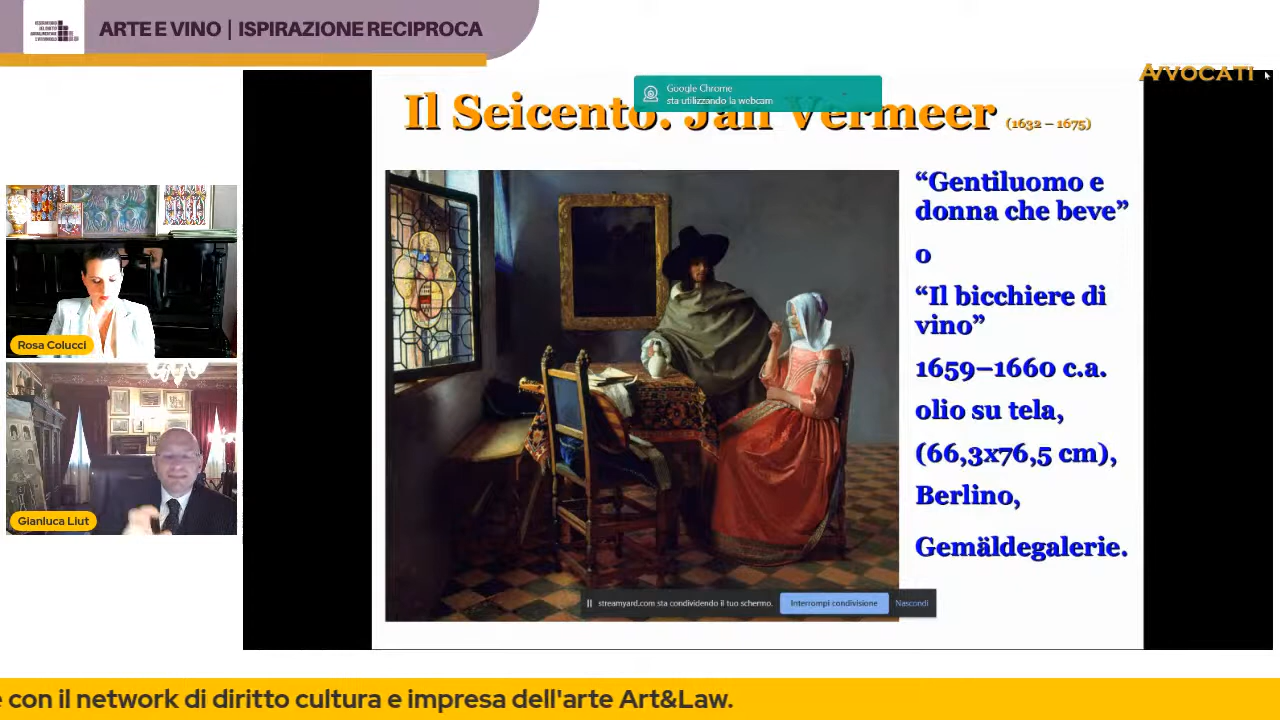 ARTE E VINO | ISPIRAZIONE RECIPROCA
AVVOCATI
Google Chrome
sta utilizzando la webcam
Il Seicento. Jan Vermeer (1632 – 1675)
“Gentiluomo e
donna che beve”
o
“Il bicchiere di
vino”
1659–1660 c.a.
olio su tela,
(66,3x76,5 cm),
Berlino,
Gemäldegalerie.
Rosa Colucci
Gianluca Liut
streamyard.com sta condividendo il tuo schermo. Interrompi condivisione Nascondi
e con il network di diritto cultura e impresa dell'arte Art&Law.